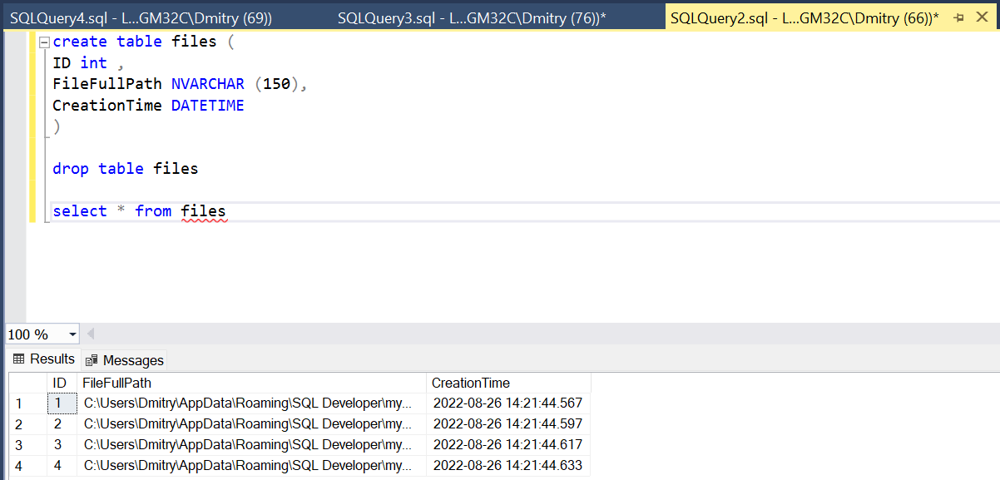 SQLQuery4.sql - L...GM32C\Dmitry (69)) SQLQuery3.sql - L...GM32C\Dmitry (76))* SQLQuery2.sql - L...GM32C\Dmitry (66))*
create table files (
ID int ,
FileFullPath NVARCHAR (150),
CreationTime DATETIME
)
drop table files
select * from files
100 %
Results Messages
ID FileFullPath CreationTime
1 1 C:\Users\Dmitry\AppData\Roaming\SQL Developer\my... 2022-08-26 14:21:44.567
2 2 C:\Users\Dmitry\AppData\Roaming\SQL Developer\my... 2022-08-26 14:21:44.597
3 3 C:\Users\Dmitry\AppData\Roaming\SQL Developer\my... 2022-08-26 14:21:44.617
4 4 C:\Users\Dmitry\AppData\Roaming\SQL Developer\my... 2022-08-26 14:21:44.633